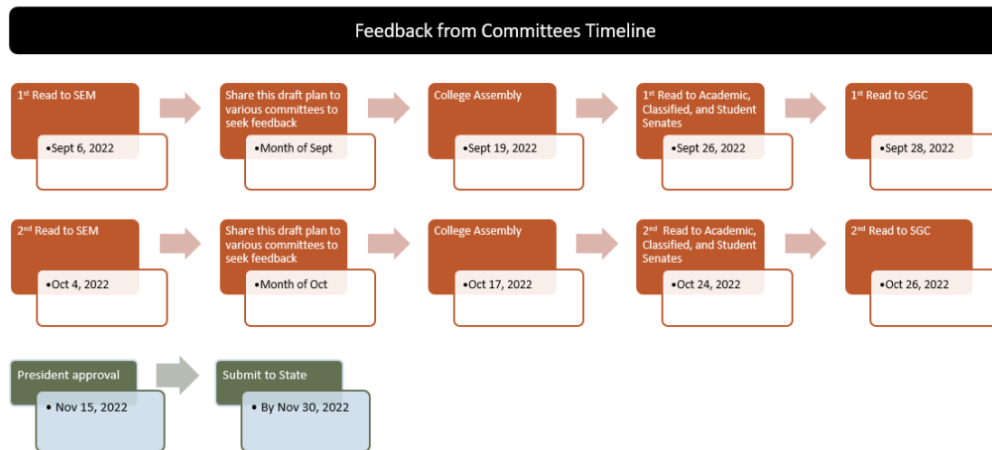 Feedback from Committees Timeline
1st Read to SEM
•Sept 6, 2022
Share this draft plan to
various committees to
seek feedback
•Month of Sept
College Assembly
•Sept 19, 2022
1st Read to Academic,
Classified, and Student
Senates
•Sept 26, 2022
1st Read to SGC
•Sept 28, 2022
2nd Read to SEM
•Oct 4, 2022
Share this draft plan to
various committees to
seek feedback
•Month of Oct
College Assembly
•Oct 17, 2022
2nd Read to Academic,
Classified, and Student
Senates
•Oct 24, 2022
2nd Read to SGC
•Oct 26, 2022
President approval
• Nov 15, 2022
Submit to State
• By Nov 30, 2022